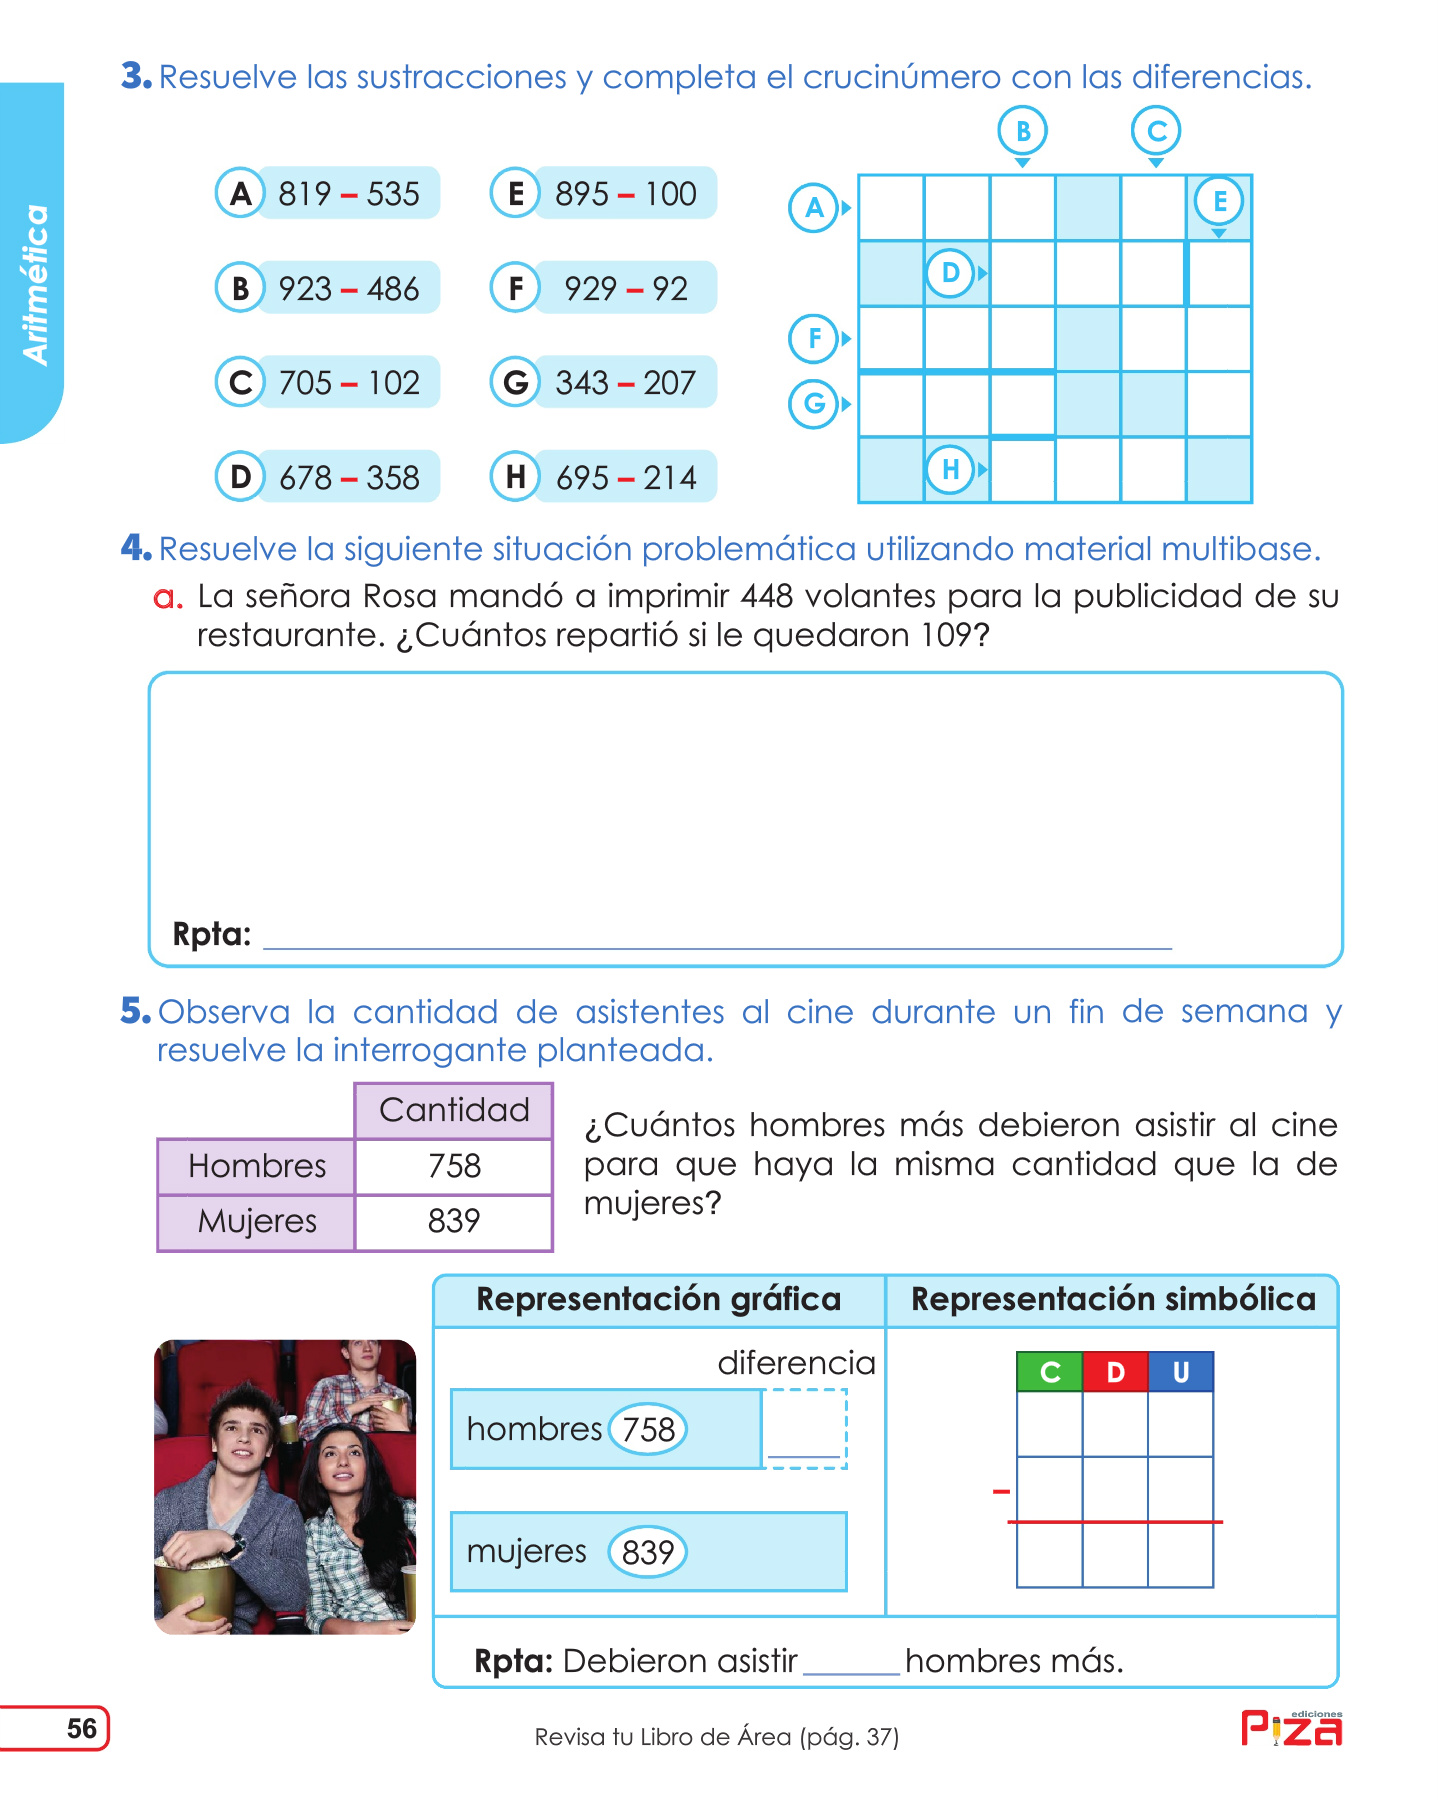 Aritmética
3. Resuelve las sustracciones y completa el crucinúmero con las diferencias.
B C
A 819 – 535 E 895 – 100
A E
B 923 – 486 F 929 – 92
D
C 705 – 102 G 343 – 207
F
G
D 678 – 358 H 695 – 214
H
4. Resuelve la siguiente situación problemática utilizando material multibase.
a. La señora Rosa mandó a imprimir 448 volantes para la publicidad de su
restaurante. ¿Cuántos repartió si le quedaron 109?
Rpta:
5. Observa la cantidad de asistentes al cine durante un fin de semana y
resuelve la interrogante planteada.
Cantidad
Hombres 758
Mujeres 839
¿Cuántos hombres más debieron asistir al cine
para que haya la misma cantidad que la de
mujeres?
Representación gráfica Representación simbólica
diferencia
hombres 758
mujeres 839
C D U
–
Rpta: Debieron asistir ______ hombres más.
56
Revisa tu Libro de Área (pág. 37)
ediciones
Piza